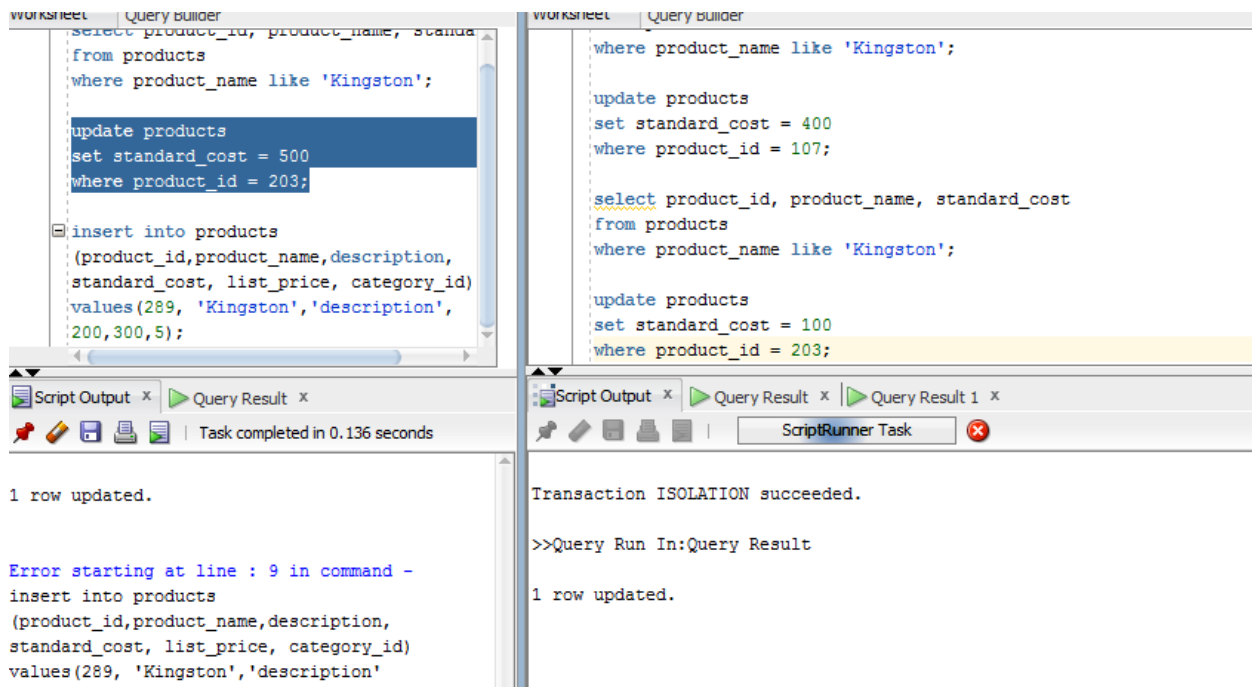 Worksheet Query Builder
select product_id, product_name, standa
from products
where product_name like 'Kingston';
update products
set standard_cost = 500
where product_id = 203;
insert into products
(product_id,product_name,description,
standard_cost, list_price, category_id)
values(289, 'Kingston','description',
200,300,5);
Script Output x Query Result x
Task completed in 0.136 seconds
1 row updated.
Error starting at line : 9 in command -
insert into products
(product_id,product_name,description,
standard_cost, list_price, category_id)
values(289, 'Kingston','description'
Worksheet Query Builder
where product_name like 'Kingston';
update products
set standard_cost = 400
where product_id = 107;
select product_id, product_name, standard_cost
from products
where product_name like 'Kingston';
update products
set standard_cost = 100
where product_id = 203;
Script Output x Query Result x Query Result 1 x
ScriptRunner Task
Transaction ISOLATION succeeded.
>>Query Run In:Query Result
1 row updated.